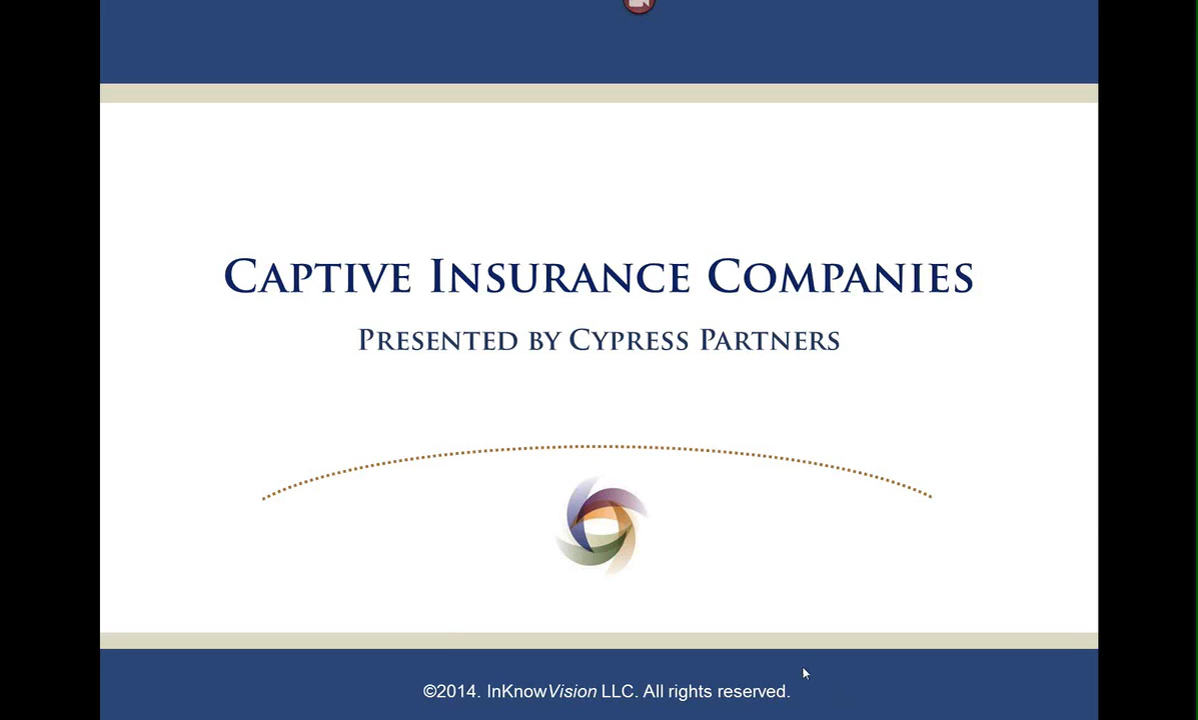 Captive Insurance Companies
Presented by Cypress Partners
©2014. InKnowVision LLC. All rights reserved.